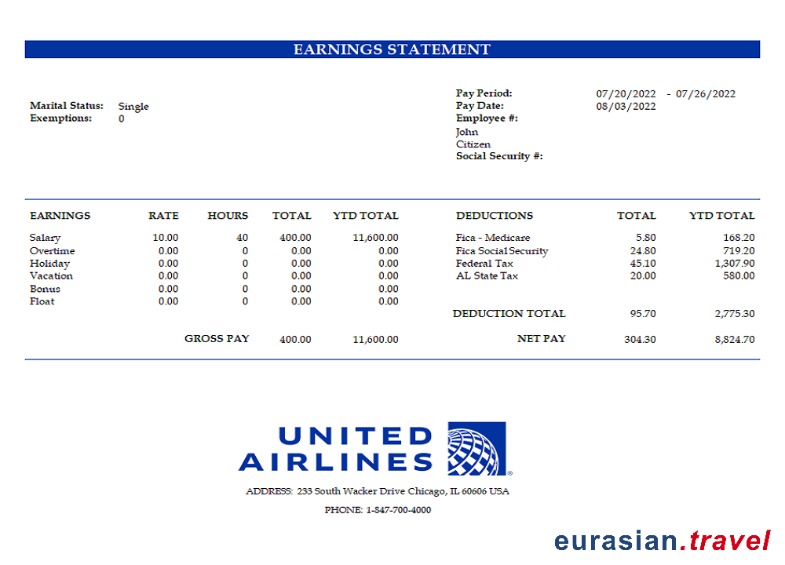 EARNINGS STATEMENT
Pay Period: 07/20/2022 - 07/26/2022
Marital Status: Single Pay Date: 08/03/2022
Exemptions: 0 Employee #:
John
Citizen
Social Security #:
EARNINGS RATE HOURS TOTAL YTD TOTAL DEDUCTIONS TOTAL YTD TOTAL
Salary 10.00 40 400.00 11,600.00 Fica - Medicare 5.80 168.20
Overtime 0.00 0 0.00 0.00 Fica Social Security 24.80 719.20
Holiday 0.00 0 0.00 0.00 Federal Tax 45.10 1,307.90
Vacation 0.00 0 0.00 0.00 AL State Tax 20.00 580.00
Bonus 0.00 0 0.00 0.00
Float 0.00 0 0.00 0.00
DEDUCTION TOTAL 95.70 2,775.30
GROSS PAY 400.00 11,600.00 NET PAY 304.30 8,824.70
UNITED
AIRLINES
ADDRESS: 233 South Wacker Drive Chicago, IL 60606 USA
PHONE: 1-847-700-4000
eurasian.travel